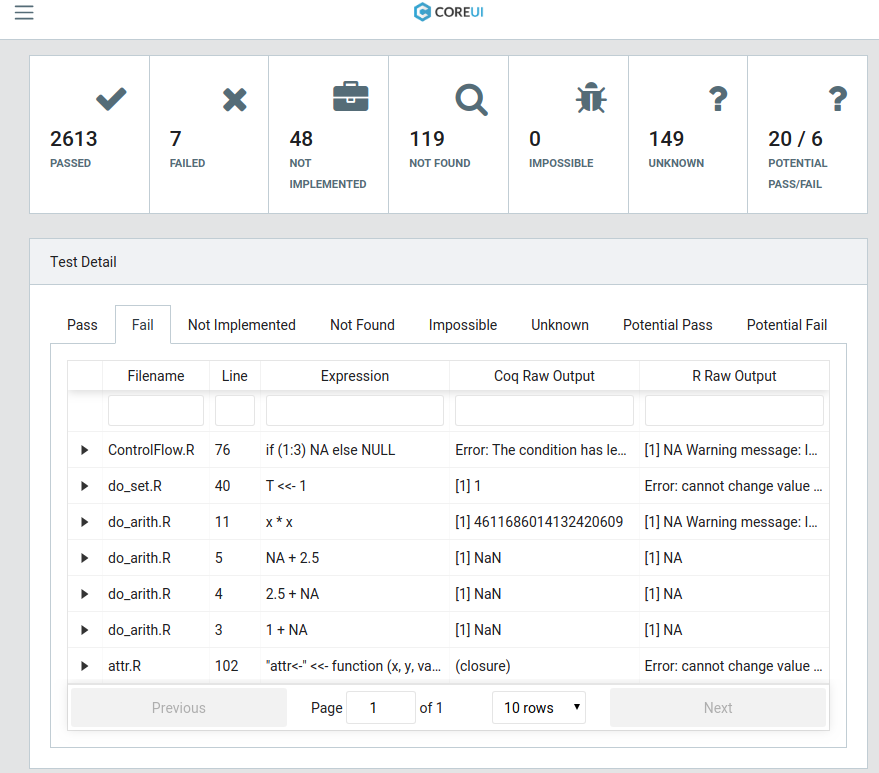 COREUI
2613
PASSED
7
FAILED
48
NOT
IMPLEMENTED
119
NOT FOUND
0
IMPOSSIBLE
149
UNKNOWN
20 / 6
POTENTIAL
PASS/FAIL
Test Detail
Pass Fail Not Implemented Not Found Impossible Unknown Potential Pass Potential Fail
Filename Line Expression Coq Raw Output R Raw Output
ControlFlow.R 76 if (1:3) NA else NULL Error: The condition has le... [1] NA Warning message: I...
do_set.R 40 T <<- 1 [1] 1 Error: cannot change value ...
do_arith.R 11 x * x [1] 4611686014132420609 [1] NA Warning message: I...
do_arith.R 5 NA + 2.5 [1] NaN [1] NA
do_arith.R 4 2.5 + NA [1] NaN [1] NA
do_arith.R 3 1 + NA [1] NaN [1] NA
attr.R 102 "attr<-" <<- function (x, y, va... (closure) Error: cannot change value ...
Previous Page 1 of 1 10 rows Next